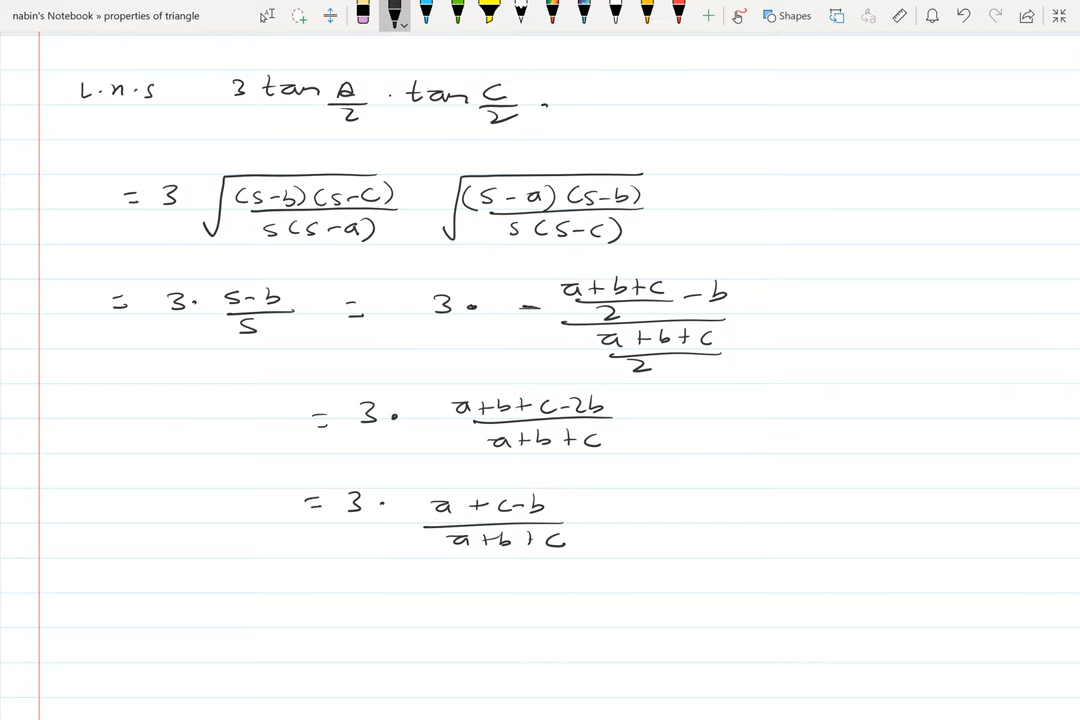 nabin's Notebook » properties of triangle
Shapes
L.n.s 3 tan A/2 . tan C/2 .
= 3 √((s-b)(s-c)/s(s-a)) √((s-a)(s-b)/s(s-c))
= 3. (s-b)/s = 3. - ((a+b+c)/2 - b)/((a+b+c)/2)
= 3. (a+b+c-2b)/(a+b+c)
= 3. (a+c-b)/(a+b+c)